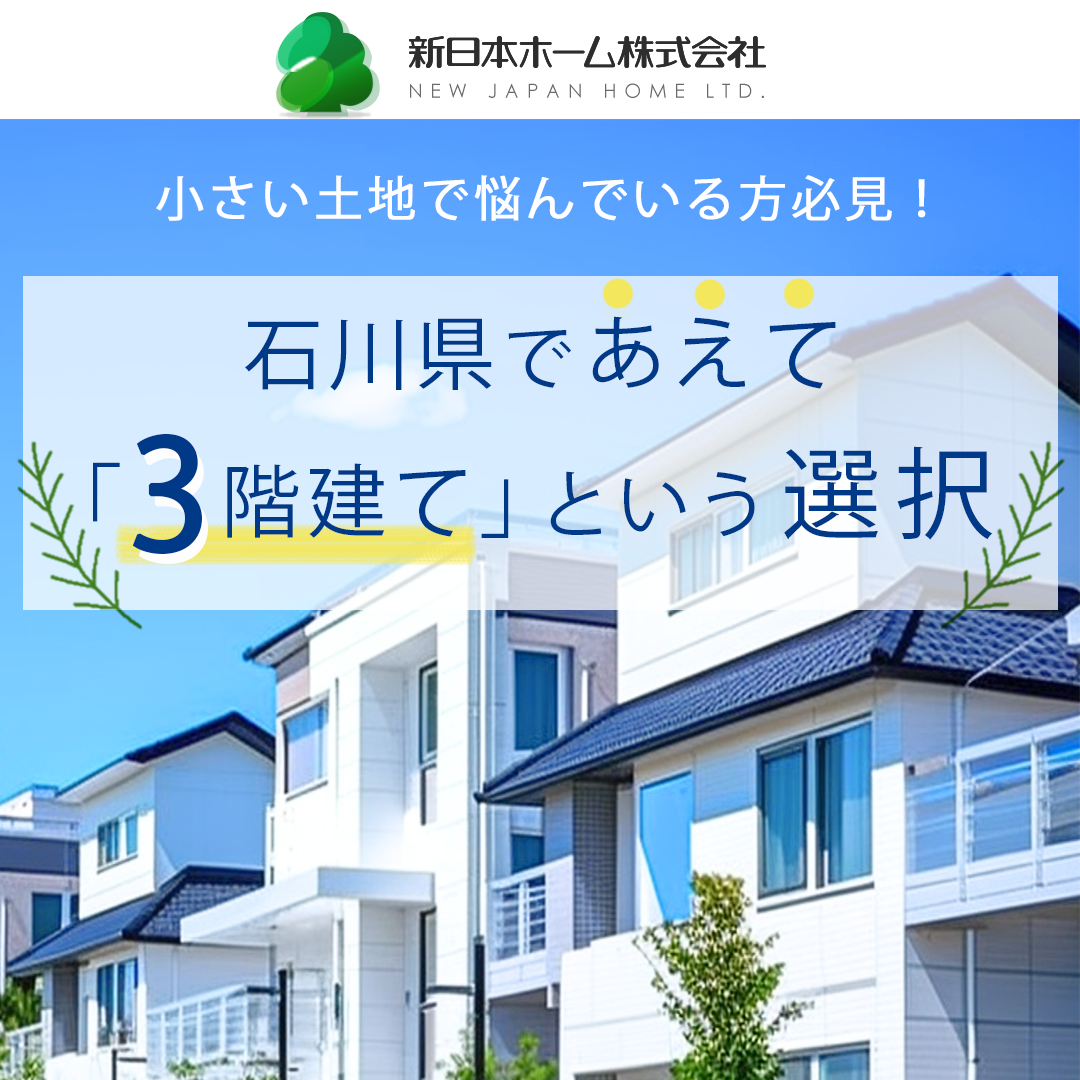 新日本ホーム株式会社
NEW JAPAN HOME LTD.
小さい土地で悩んでいる方必見！
石川県であえて
「3階建て」という選択